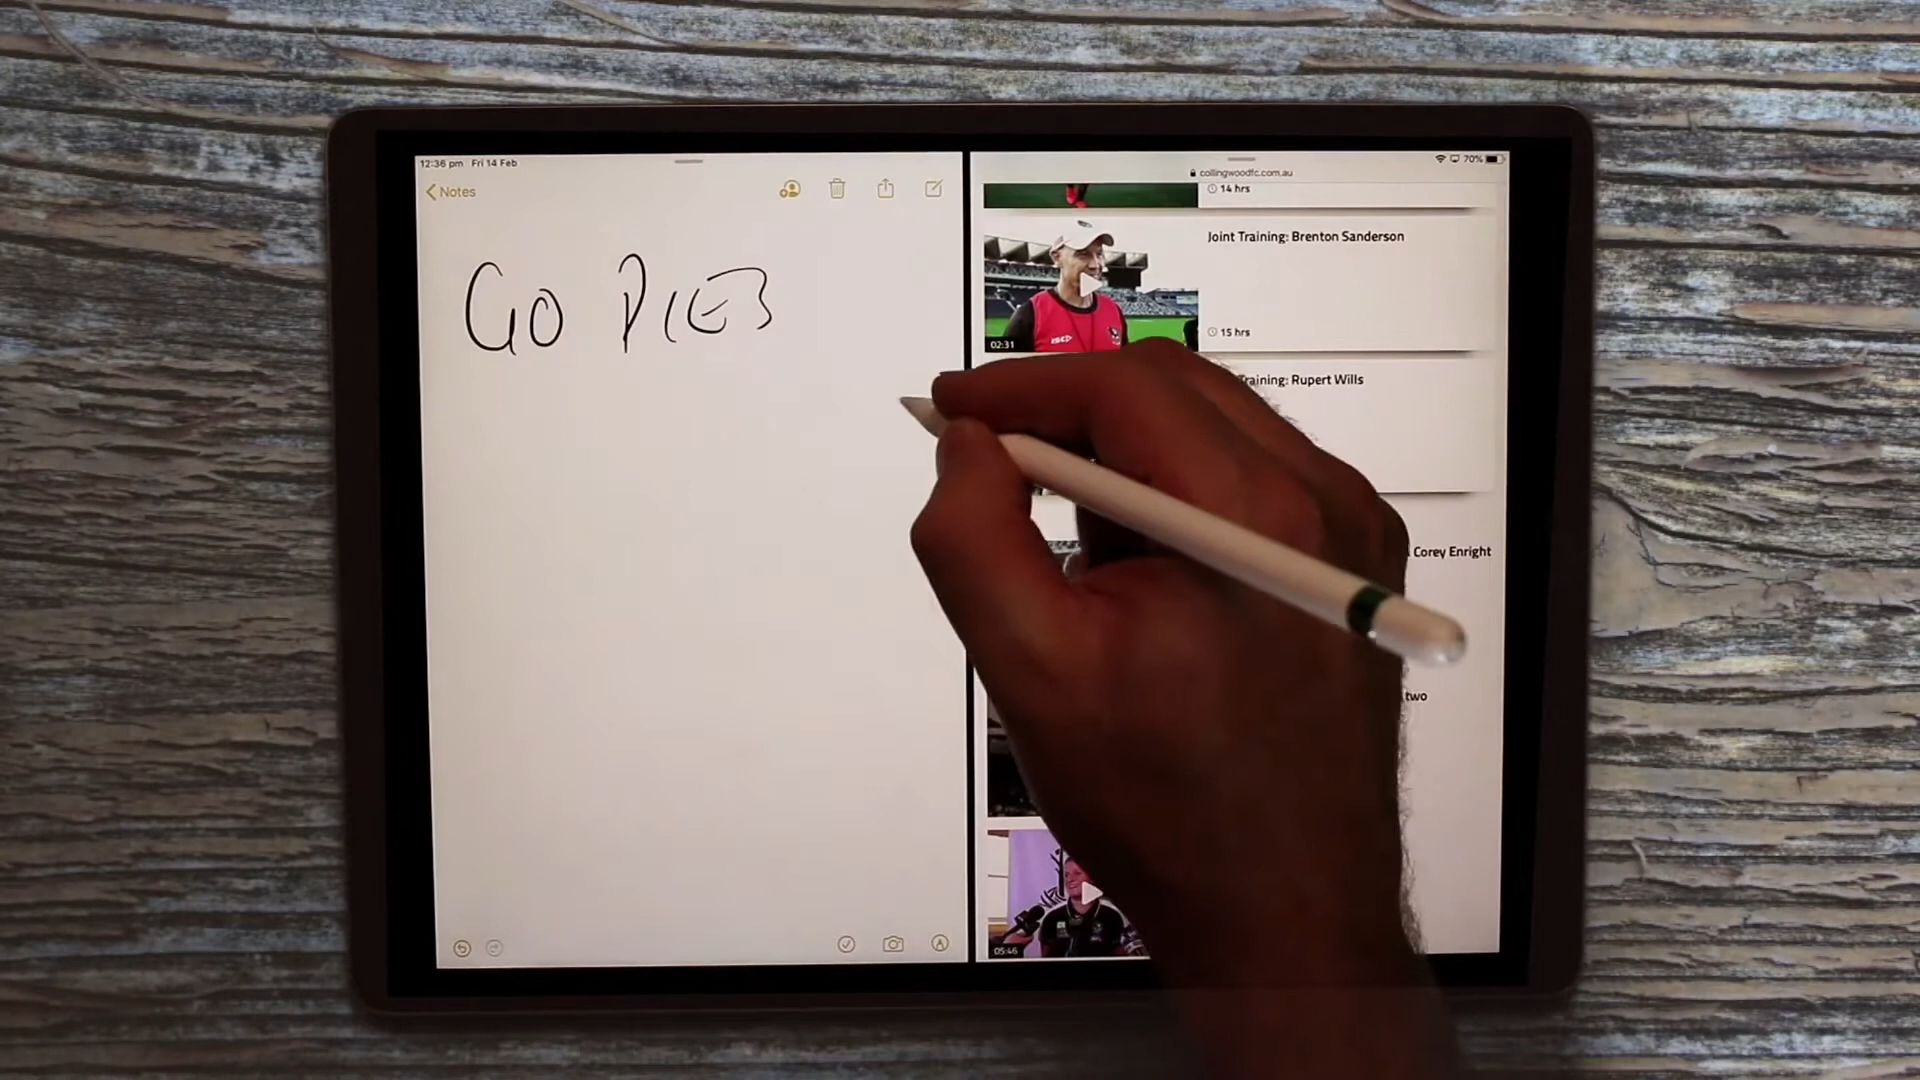 12:36 pm Fri 14 Feb
Notes
GO PIES
70%
collingwoodfc.com.au
14 hrs
Joint Training: Brenton Sanderson
ISC
02:31
15 hrs
Training: Rupert Wills
Corey Enright
two
05:46